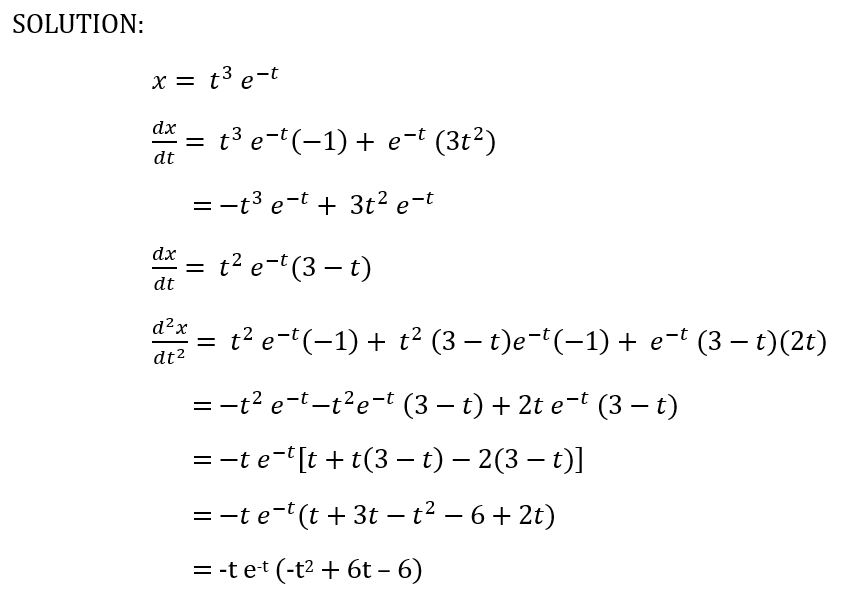 SOLUTION:
x = t³ e⁻ᵗ
dx/dt = t³ e⁻ᵗ(−1) + e⁻ᵗ (3t²)
= −t³ e⁻ᵗ + 3t² e⁻ᵗ
dx/dt = t² e⁻ᵗ(3 − t)
d²x/dt² = t² e⁻ᵗ(−1) + t² (3 − t)e⁻ᵗ(−1) + e⁻ᵗ (3 − t)(2t)
= −t² e⁻ᵗ−t²e⁻ᵗ (3 − t) + 2t e⁻ᵗ (3 − t)
= −t e⁻ᵗ[t + t(3 − t) − 2(3 − t)]
= −t e⁻ᵗ(t + 3t − t² − 6 + 2t)
= -t e⁻ᵗ (-t² + 6t – 6)